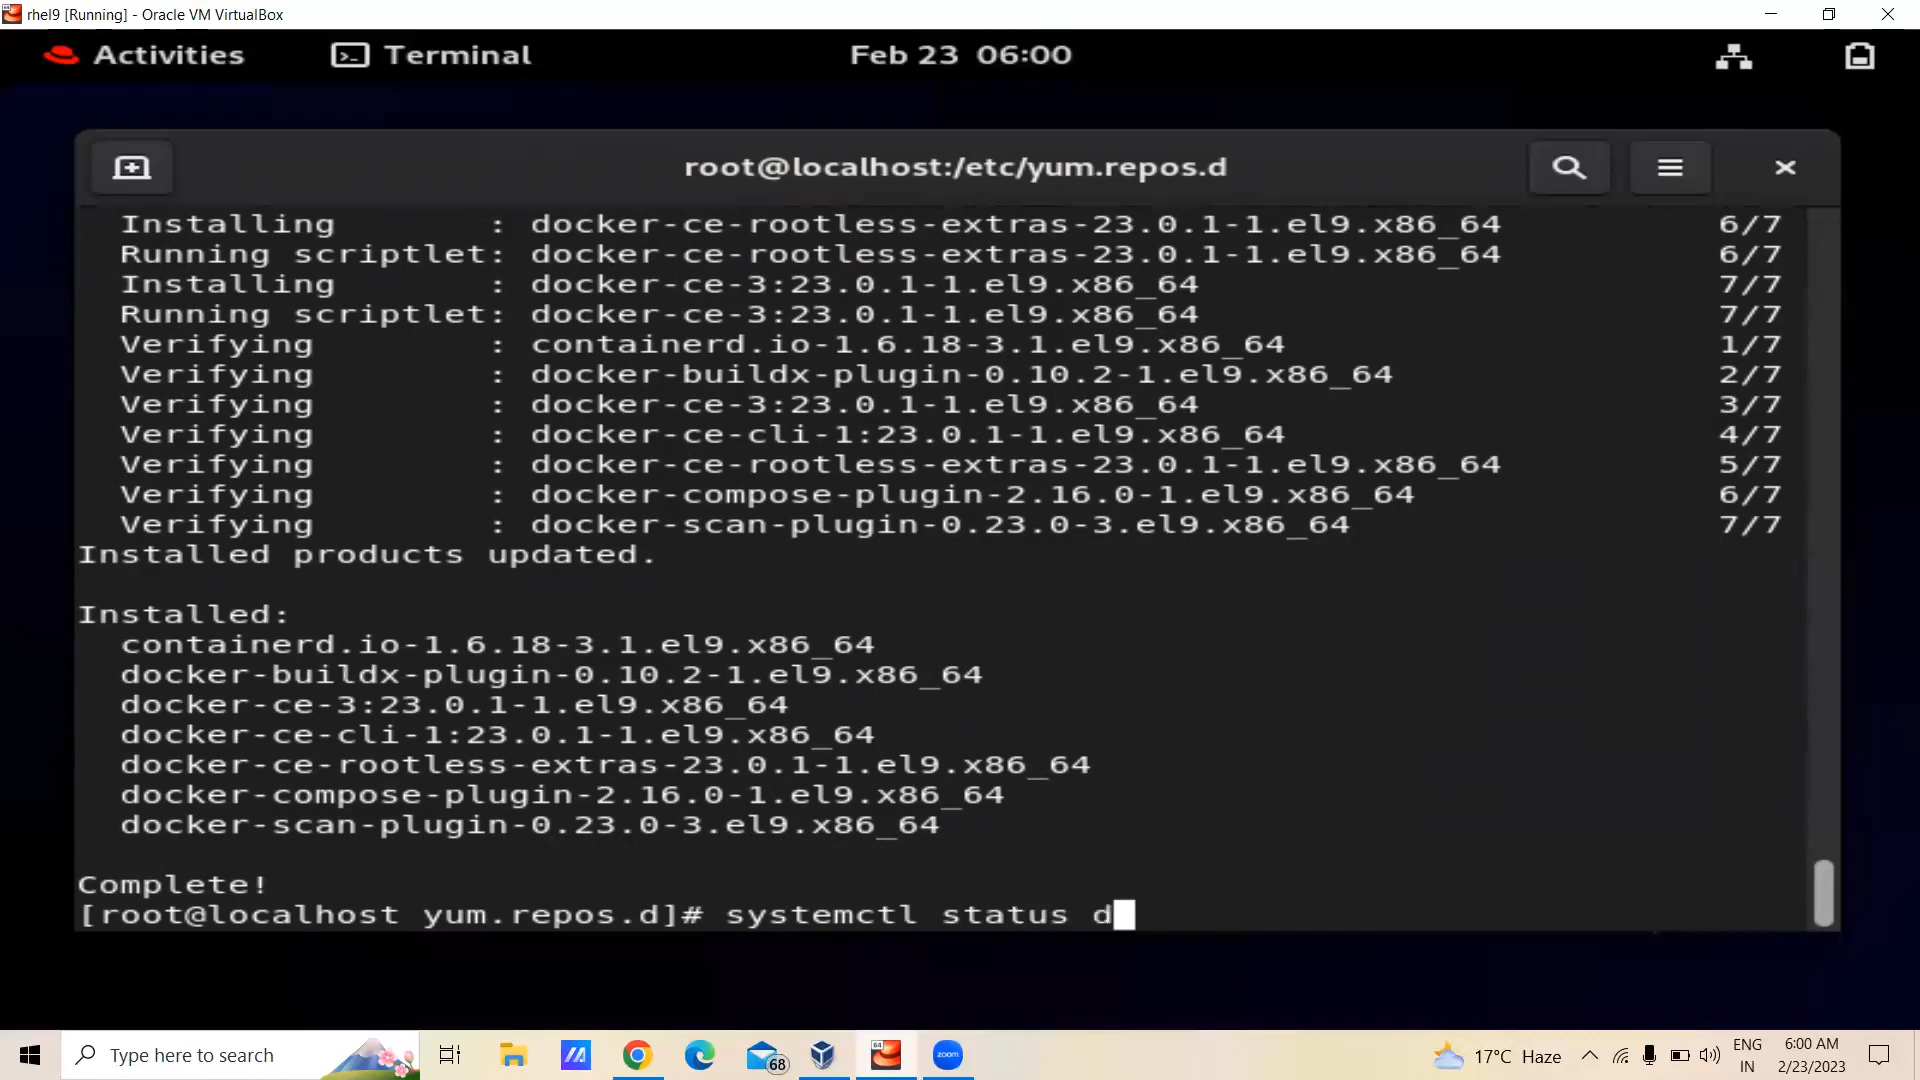 rhel9 [Running] - Oracle VM VirtualBox
Activities Terminal Feb 23 06:00
root@localhost:/etc/yum.repos.d
Installing : docker-ce-rootless-extras-23.0.1-1.el9.x86_64 6/7
Running scriptlet: docker-ce-rootless-extras-23.0.1-1.el9.x86_64 6/7
Installing : docker-ce-3:23.0.1-1.el9.x86_64 7/7
Running scriptlet: docker-ce-3:23.0.1-1.el9.x86_64 7/7
Verifying : containerd.io-1.6.18-3.1.el9.x86_64 1/7
Verifying : docker-buildx-plugin-0.10.2-1.el9.x86_64 2/7
Verifying : docker-ce-3:23.0.1-1.el9.x86_64 3/7
Verifying : docker-ce-cli-1:23.0.1-1.el9.x86_64 4/7
Verifying : docker-ce-rootless-extras-23.0.1-1.el9.x86_64 5/7
Verifying : docker-compose-plugin-2.16.0-1.el9.x86_64 6/7
Verifying : docker-scan-plugin-0.23.0-3.el9.x86_64 7/7
Installed products updated.
Installed:
containerd.io-1.6.18-3.1.el9.x86_64
docker-buildx-plugin-0.10.2-1.el9.x86_64
docker-ce-3:23.0.1-1.el9.x86_64
docker-ce-cli-1:23.0.1-1.el9.x86_64
docker-ce-rootless-extras-23.0.1-1.el9.x86_64
docker-compose-plugin-2.16.0-1.el9.x86_64
docker-scan-plugin-0.23.0-3.el9.x86_64
Complete!
[root@localhost yum.repos.d]# systemctl status d
Type here to search 68 64 zoom 17°C Haze ENG 6:00 AM
IN 2/23/2023